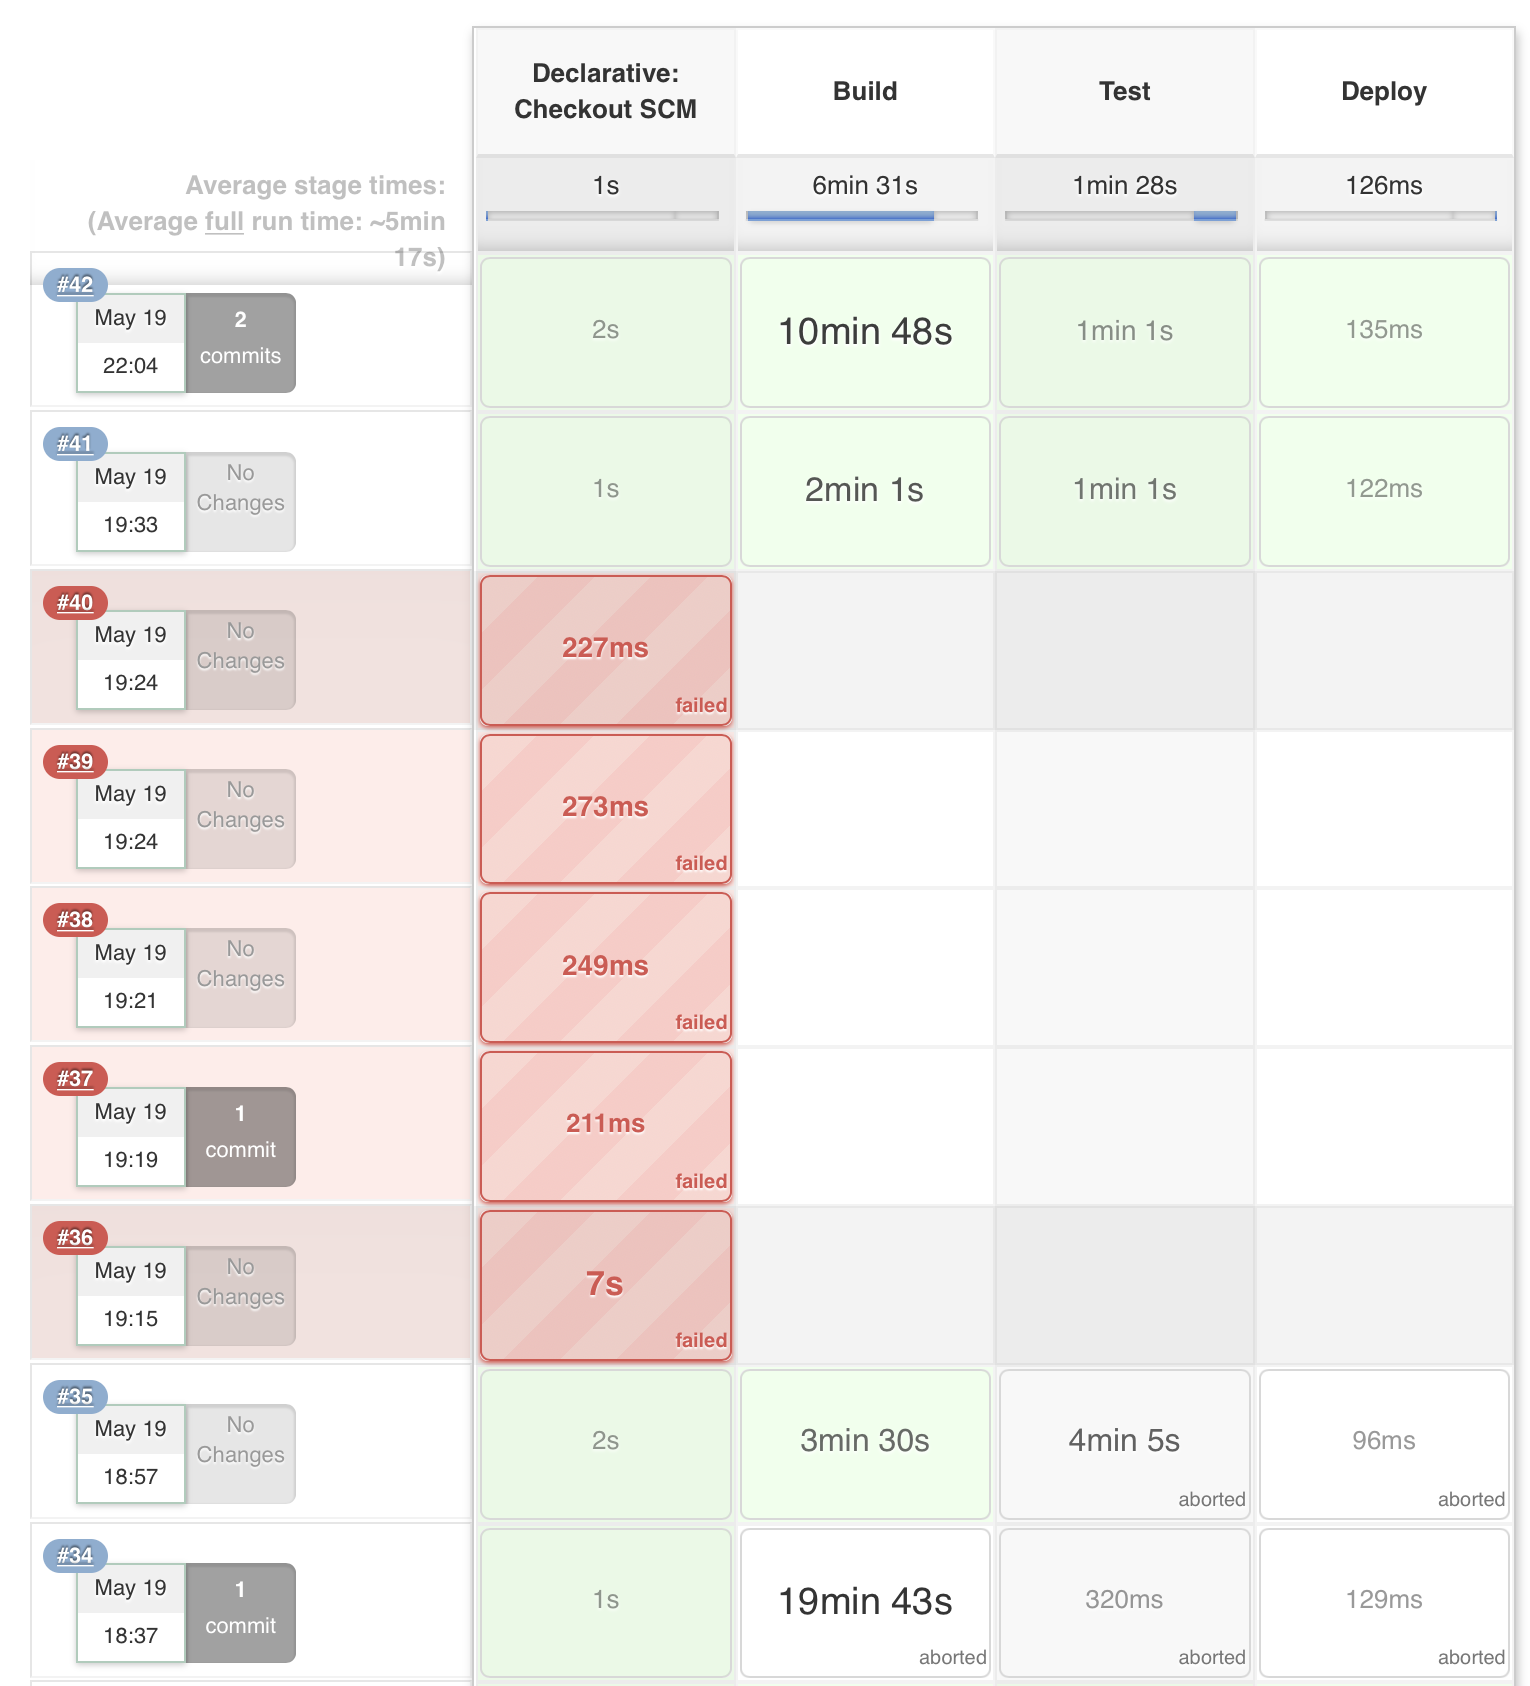 Declarative:
Checkout SCM
Build
Test
Deploy
Average stage times:
(Average full run time: ~5min
17s)
1s
6min 31s
1min 28s
126ms
#42
May 19
22:04
2
commits
2s
10min 48s
1min 1s
135ms
#41
May 19
19:33
No
Changes
1s
2min 1s
1min 1s
122ms
#40
May 19
19:24
No
Changes
227ms
failed
#39
May 19
19:24
No
Changes
273ms
failed
#38
May 19
19:21
No
Changes
249ms
failed
#37
May 19
19:19
1
commit
211ms
failed
#36
May 19
19:15
No
Changes
7s
failed
#35
May 19
18:57
No
Changes
2s
3min 30s
4min 5s
aborted
96ms
aborted
#34
May 19
18:37
1
commit
1s
19min 43s
aborted
320ms
aborted
129ms
aborted